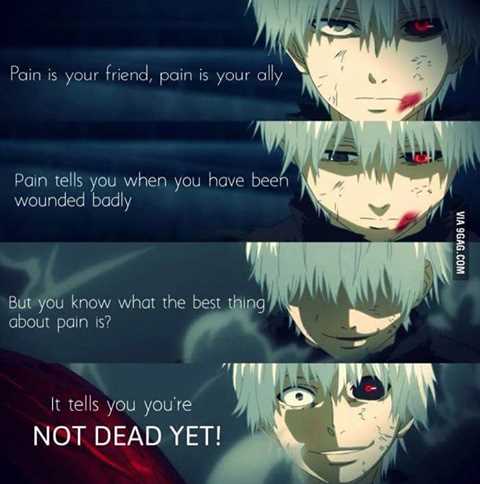 Pain is your friend, pain is your ally
Pain tells you when you have been
wounded badly
But you know what the best thing
about pain is?
It tells you you're
NOT DEAD YET!
VIA 9GAG.COM